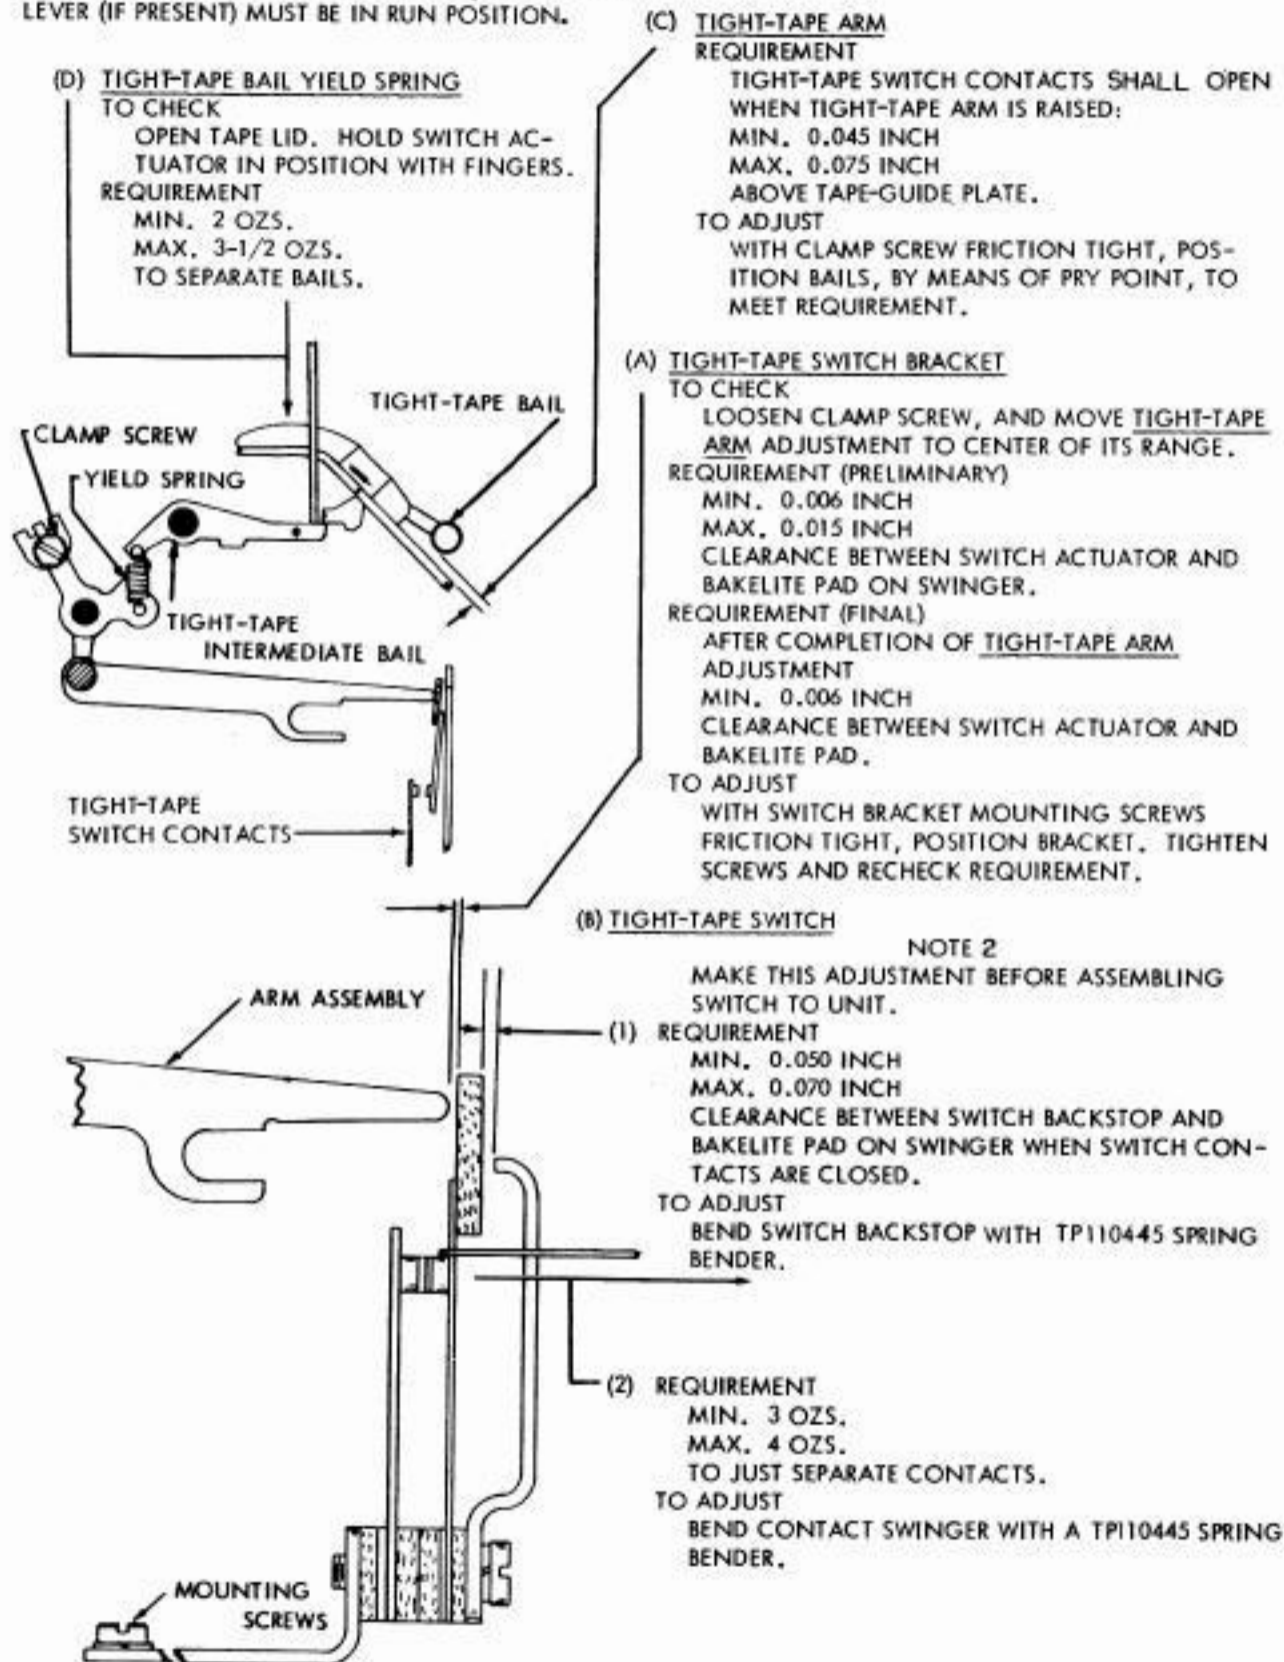 LEVER (IF PRESENT) MUST BE IN RUN POSITION.
(D) TIGHT-TAPE BAIL YIELD SPRING
TO CHECK
OPEN TAPE LID. HOLD SWITCH AC-
TUATOR IN POSITION WITH FINGERS.
REQUIREMENT
MIN. 2 OZS.
MAX. 3-1/2 OZS.
TO SEPARATE BAILS.
(C) TIGHT-TAPE ARM
REQUIREMENT
TIGHT-TAPE SWITCH CONTACTS SHALL OPEN
WHEN TIGHT-TAPE ARM IS RAISED:
MIN. 0.045 INCH
MAX. 0.075 INCH
ABOVE TAPE-GUIDE PLATE.
TO ADJUST
WITH CLAMP SCREW FRICTION TIGHT, POS-
ITION BAILS, BY MEANS OF PRY POINT, TO
MEET REQUIREMENT.
TIGHT-TAPE BAIL
CLAMP SCREW
YIELD SPRING
TIGHT-TAPE
INTERMEDIATE BAIL
TIGHT-TAPE
SWITCH CONTACTS
(A) TIGHT-TAPE SWITCH BRACKET
TO CHECK
LOOSEN CLAMP SCREW, AND MOVE TIGHT-TAPE
ARM ADJUSTMENT TO CENTER OF ITS RANGE.
REQUIREMENT (PRELIMINARY)
MIN. 0.006 INCH
MAX. 0.015 INCH
CLEARANCE BETWEEN SWITCH ACTUATOR AND
BAKELITE PAD ON SWINGER.
REQUIREMENT (FINAL)
AFTER COMPLETION OF TIGHT-TAPE ARM
ADJUSTMENT
MIN. 0.006 INCH
CLEARANCE BETWEEN SWITCH ACTUATOR AND
BAKELITE PAD.
TO ADJUST
WITH SWITCH BRACKET MOUNTING SCREWS
FRICTION TIGHT, POSITION BRACKET. TIGHTEN
SCREWS AND RECHECK REQUIREMENT.
(B) TIGHT-TAPE SWITCH
NOTE 2
MAKE THIS ADJUSTMENT BEFORE ASSEMBLING
SWITCH TO UNIT.
ARM ASSEMBLY
(1) REQUIREMENT
MIN. 0.050 INCH
MAX. 0.070 INCH
CLEARANCE BETWEEN SWITCH BACKSTOP AND
BAKELITE PAD ON SWINGER WHEN SWITCH CON-
TACTS ARE CLOSED.
TO ADJUST
BEND SWITCH BACKSTOP WITH TP110445 SPRING
BENDER.
(2) REQUIREMENT
MIN. 3 OZS.
MAX. 4 OZS.
TO JUST SEPARATE CONTACTS.
TO ADJUST
BEND CONTACT SWINGER WITH A TP110445 SPRING
BENDER.
MOUNTING
SCREWS